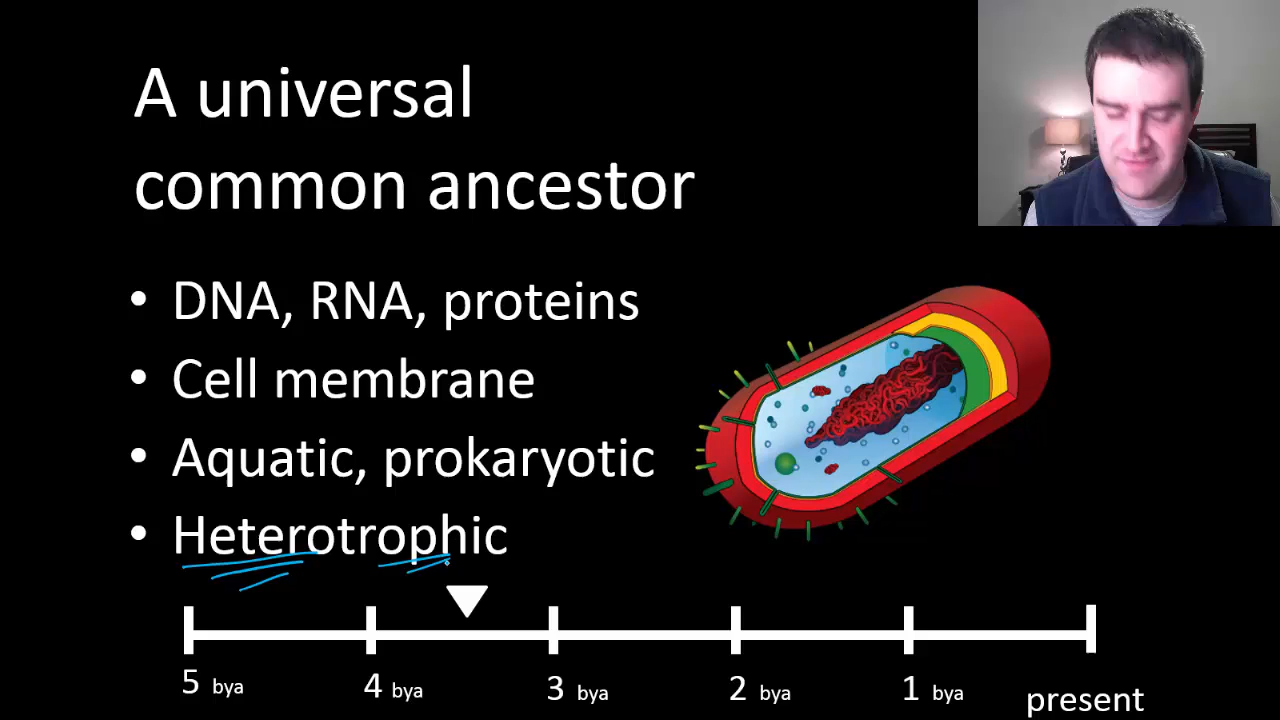 A universal
common ancestor
• DNA, RNA, proteins
• Cell membrane
• Aquatic, prokaryotic
• Heterotrophic
5 bya 4 bya 3 bya 2 bya 1 bya present